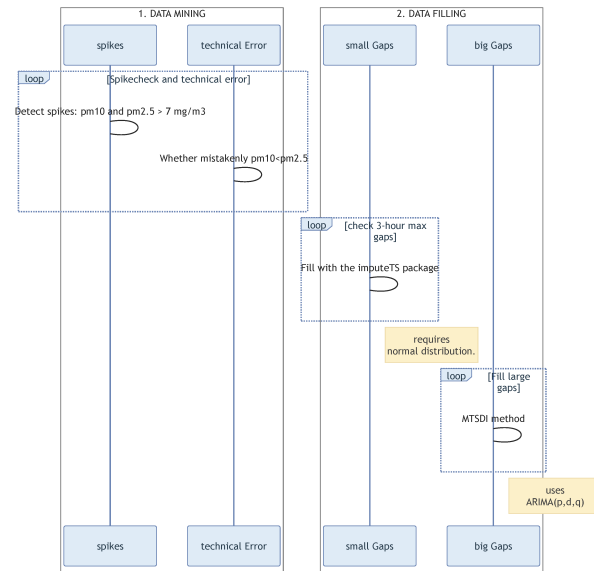 1. DATA MINING
2. DATA FILLING
spikes
technical Error
small Gaps
big Gaps
loop
[Spikecheck and technical error]
Detect spikes: pm10 and pm2.5 > 7 mg/m3
Whether mistakenly pm10<pm2.5
loop
[check 3-hour max
gaps]
Fill with the imputeTS package
requires
normal distribution.
loop
[Fill large
gaps]
MTSDI method
uses
ARIMA(p,d,q)
spikes
technical Error
small Gaps
big Gaps